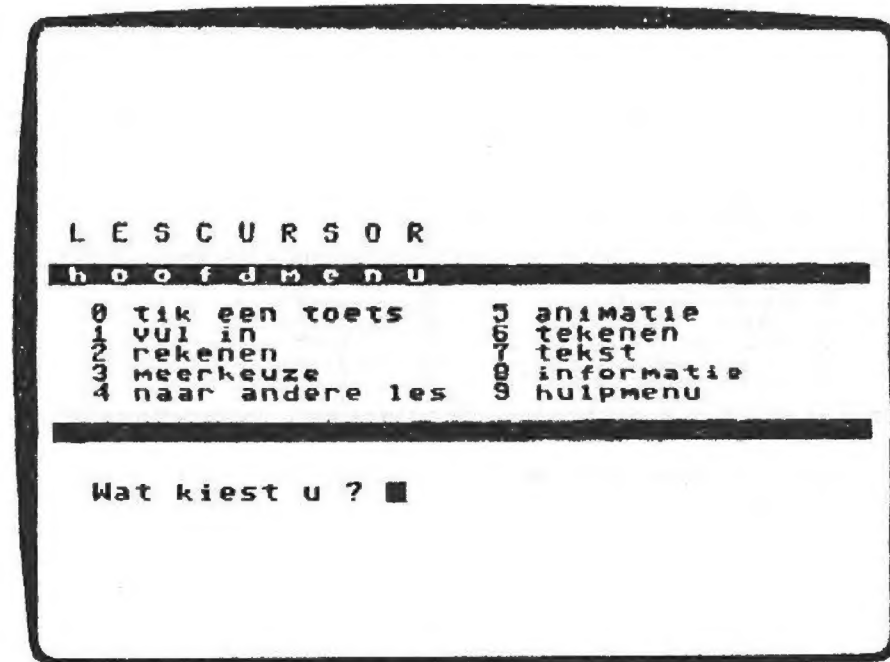 L E S C U R S O R
h o o f d m e n u
0 tik een toets 5 animatie
1 vul in 6 tekenen
2 rekenen 7 tekst
3 meerkeuze 8 informatie
4 naar andere les 9 hulpmenu
Wat kiest u ?